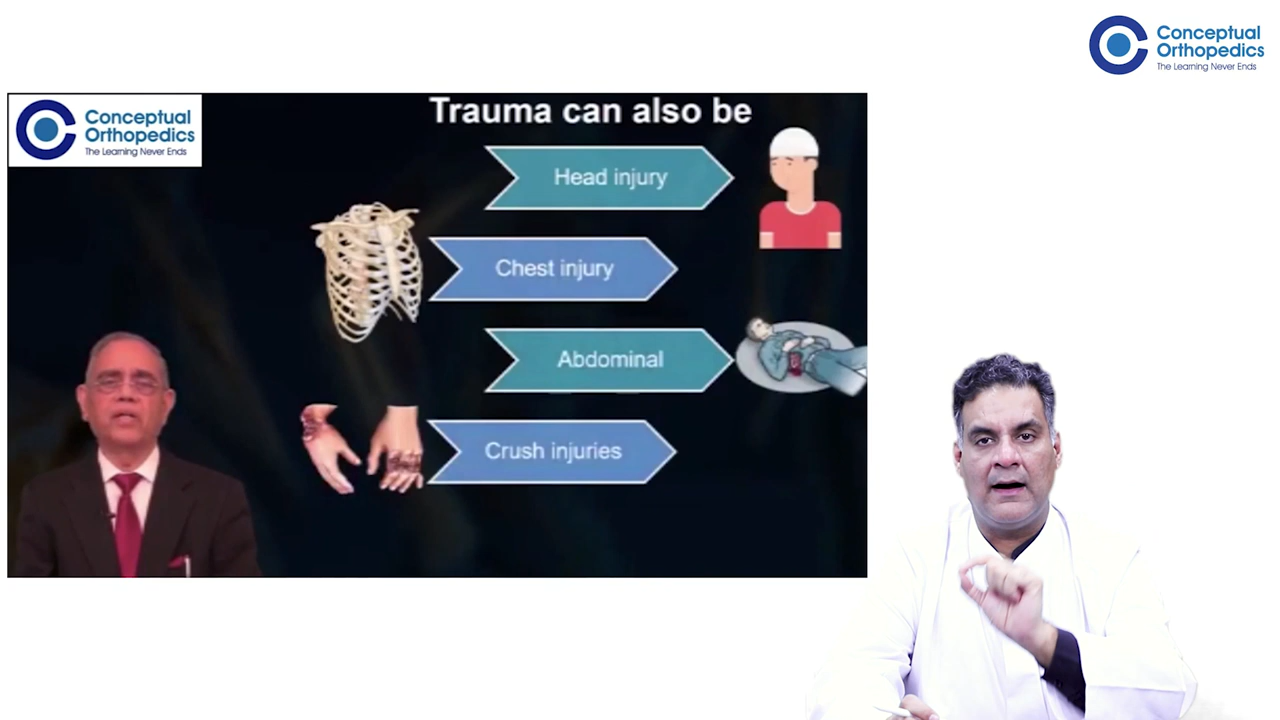 Conceptual
Orthopedics
The Learning Never Ends
Conceptual
Orthopedics
The Learning Never Ends
Trauma can also be
Head injury
Chest injury
Abdominal
Crush injuries